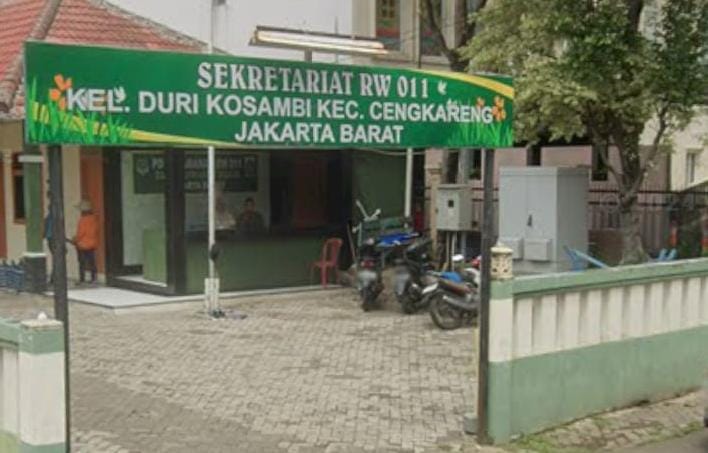 SEKRETARIAT RW 011
KEL. DURI KOSAMBI KEC. CENGKARENG
JAKARTA BARAT